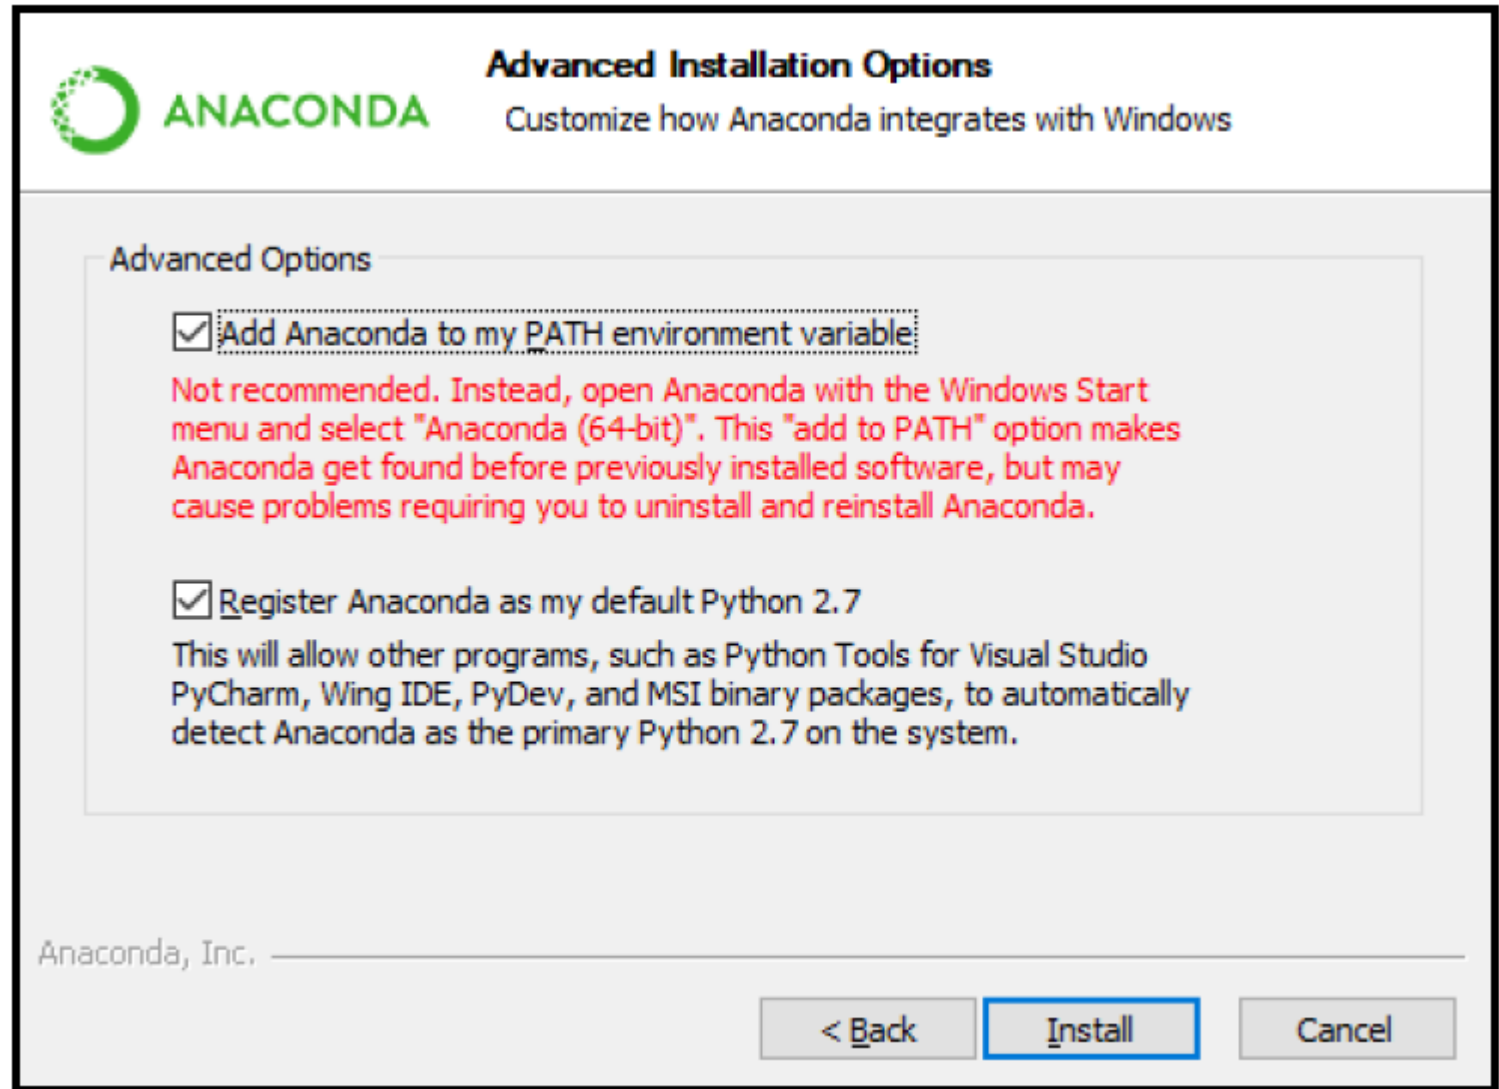 ANACONDA
Advanced Installation Options
Customize how Anaconda integrates with Windows
Advanced Options
Add Anaconda to my PATH environment variable
Not recommended. Instead, open Anaconda with the Windows Start
menu and select "Anaconda (64-bit)". This "add to PATH" option makes
Anaconda get found before previously installed software, but may
cause problems requiring you to uninstall and reinstall Anaconda.
Register Anaconda as my default Python 2.7
This will allow other programs, such as Python Tools for Visual Studio
PyCharm, Wing IDE, PyDev, and MSI binary packages, to automatically
detect Anaconda as the primary Python 2.7 on the system.
Anaconda, Inc.
< Back
Install
Cancel